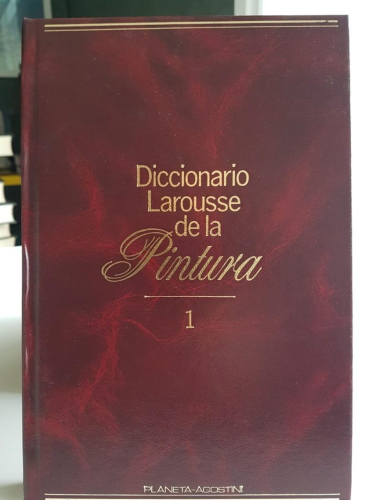 Diccionario
Larousse
de la
Pintura
1
PLANETA-AGOSTINI